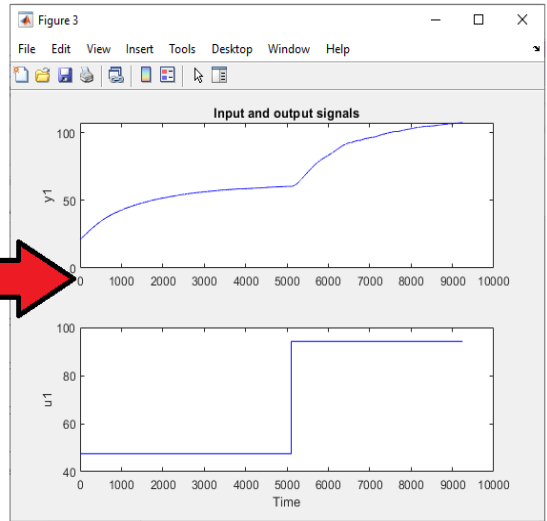 Figure 3
File Edit View Insert Tools Desktop Window Help
Input and output signals
100
50
0
y1
0 1000 2000 3000 4000 5000 6000 7000 8000 9000 10000
100
80
60
40
u1
0 1000 2000 3000 4000 5000 6000 7000 8000 9000 10000
Time